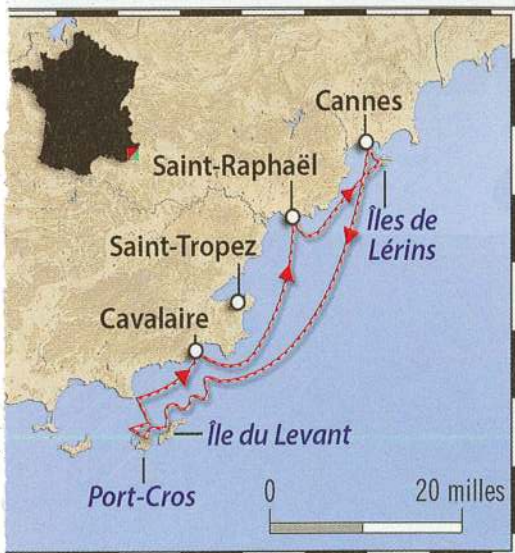 Cannes
Saint-Raphaël
Îles de
Lérins
Saint-Tropez
Cavalaire
Île du Levant
Port-Cros
0 20 milles